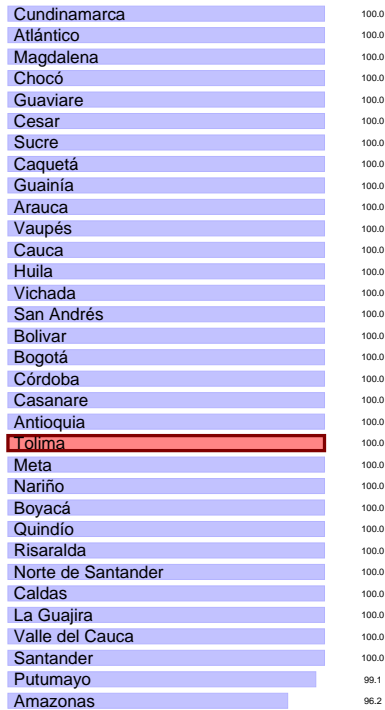 Cundinamarca 100.0
Atlántico 100.0
Magdalena 100.0
Chocó 100.0
Guaviare 100.0
Cesar 100.0
Sucre 100.0
Caquetá 100.0
Guainía 100.0
Arauca 100.0
Vaupés 100.0
Cauca 100.0
Huila 100.0
Vichada 100.0
San Andrés 100.0
Bolivar 100.0
Bogotá 100.0
Córdoba 100.0
Casanare 100.0
Antioquia 100.0
Tolima 100.0
Meta 100.0
Nariño 100.0
Boyacá 100.0
Quindío 100.0
Risaralda 100.0
Norte de Santander 100.0
Caldas 100.0
La Guajira 100.0
Valle del Cauca 100.0
Santander 100.0
Putumayo 99.1
Amazonas 96.2